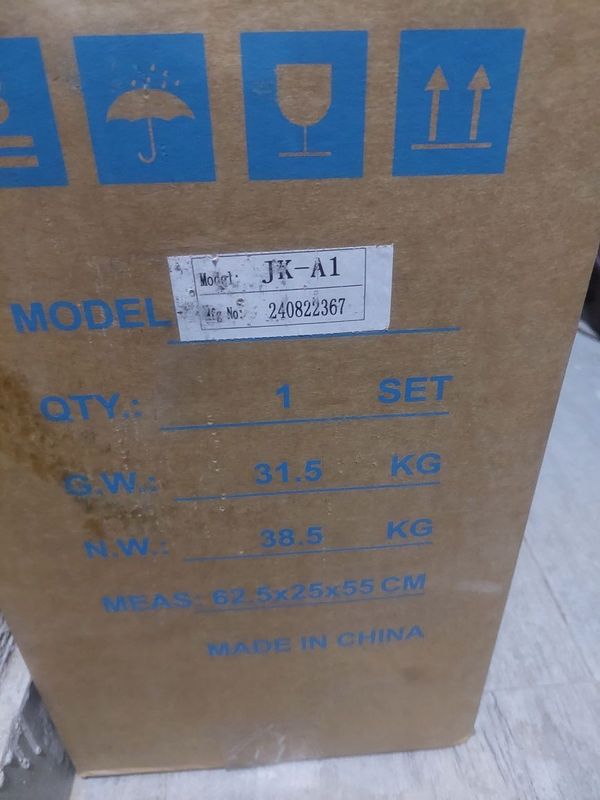 Model: JK-A1
Mfg No: 240822367
MODEL
QTY.: 1 SET
G.W.: 31.5 KG
N.W.: 38.5 KG
MEAS: 62.5x25x55 CM
MADE IN CHINA